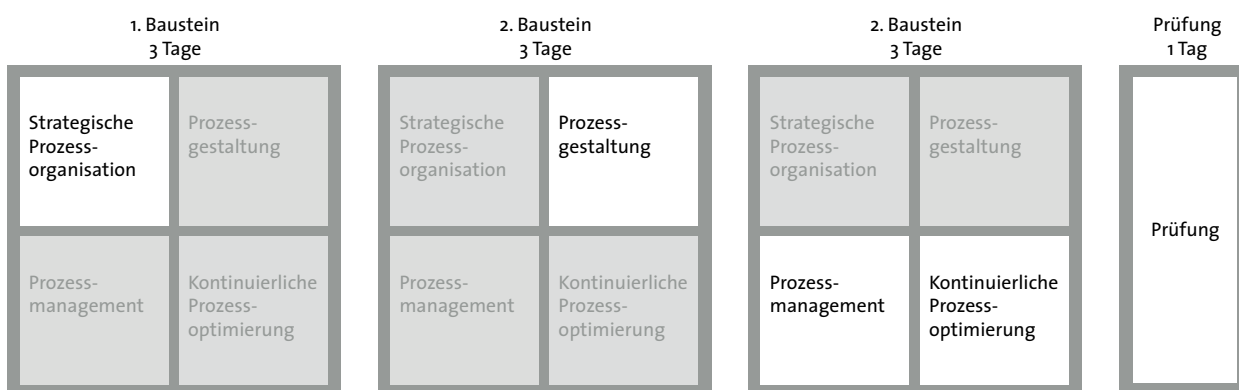 1. Baustein
3 Tage
Strategische
Prozess-
organisation
Prozess-
gestaltung
Prozess-
management
Kontinuierliche
Prozess-
optimierung
2. Baustein
3 Tage
Strategische
Prozess-
organisation
Prozess-
gestaltung
Prozess-
management
Kontinuierliche
Prozess-
optimierung
2. Baustein
3 Tage
Strategische
Prozess-
organisation
Prozess-
gestaltung
Prozess-
management
Kontinuierliche
Prozess-
optimierung
Prüfung
1 Tag
Prüfung